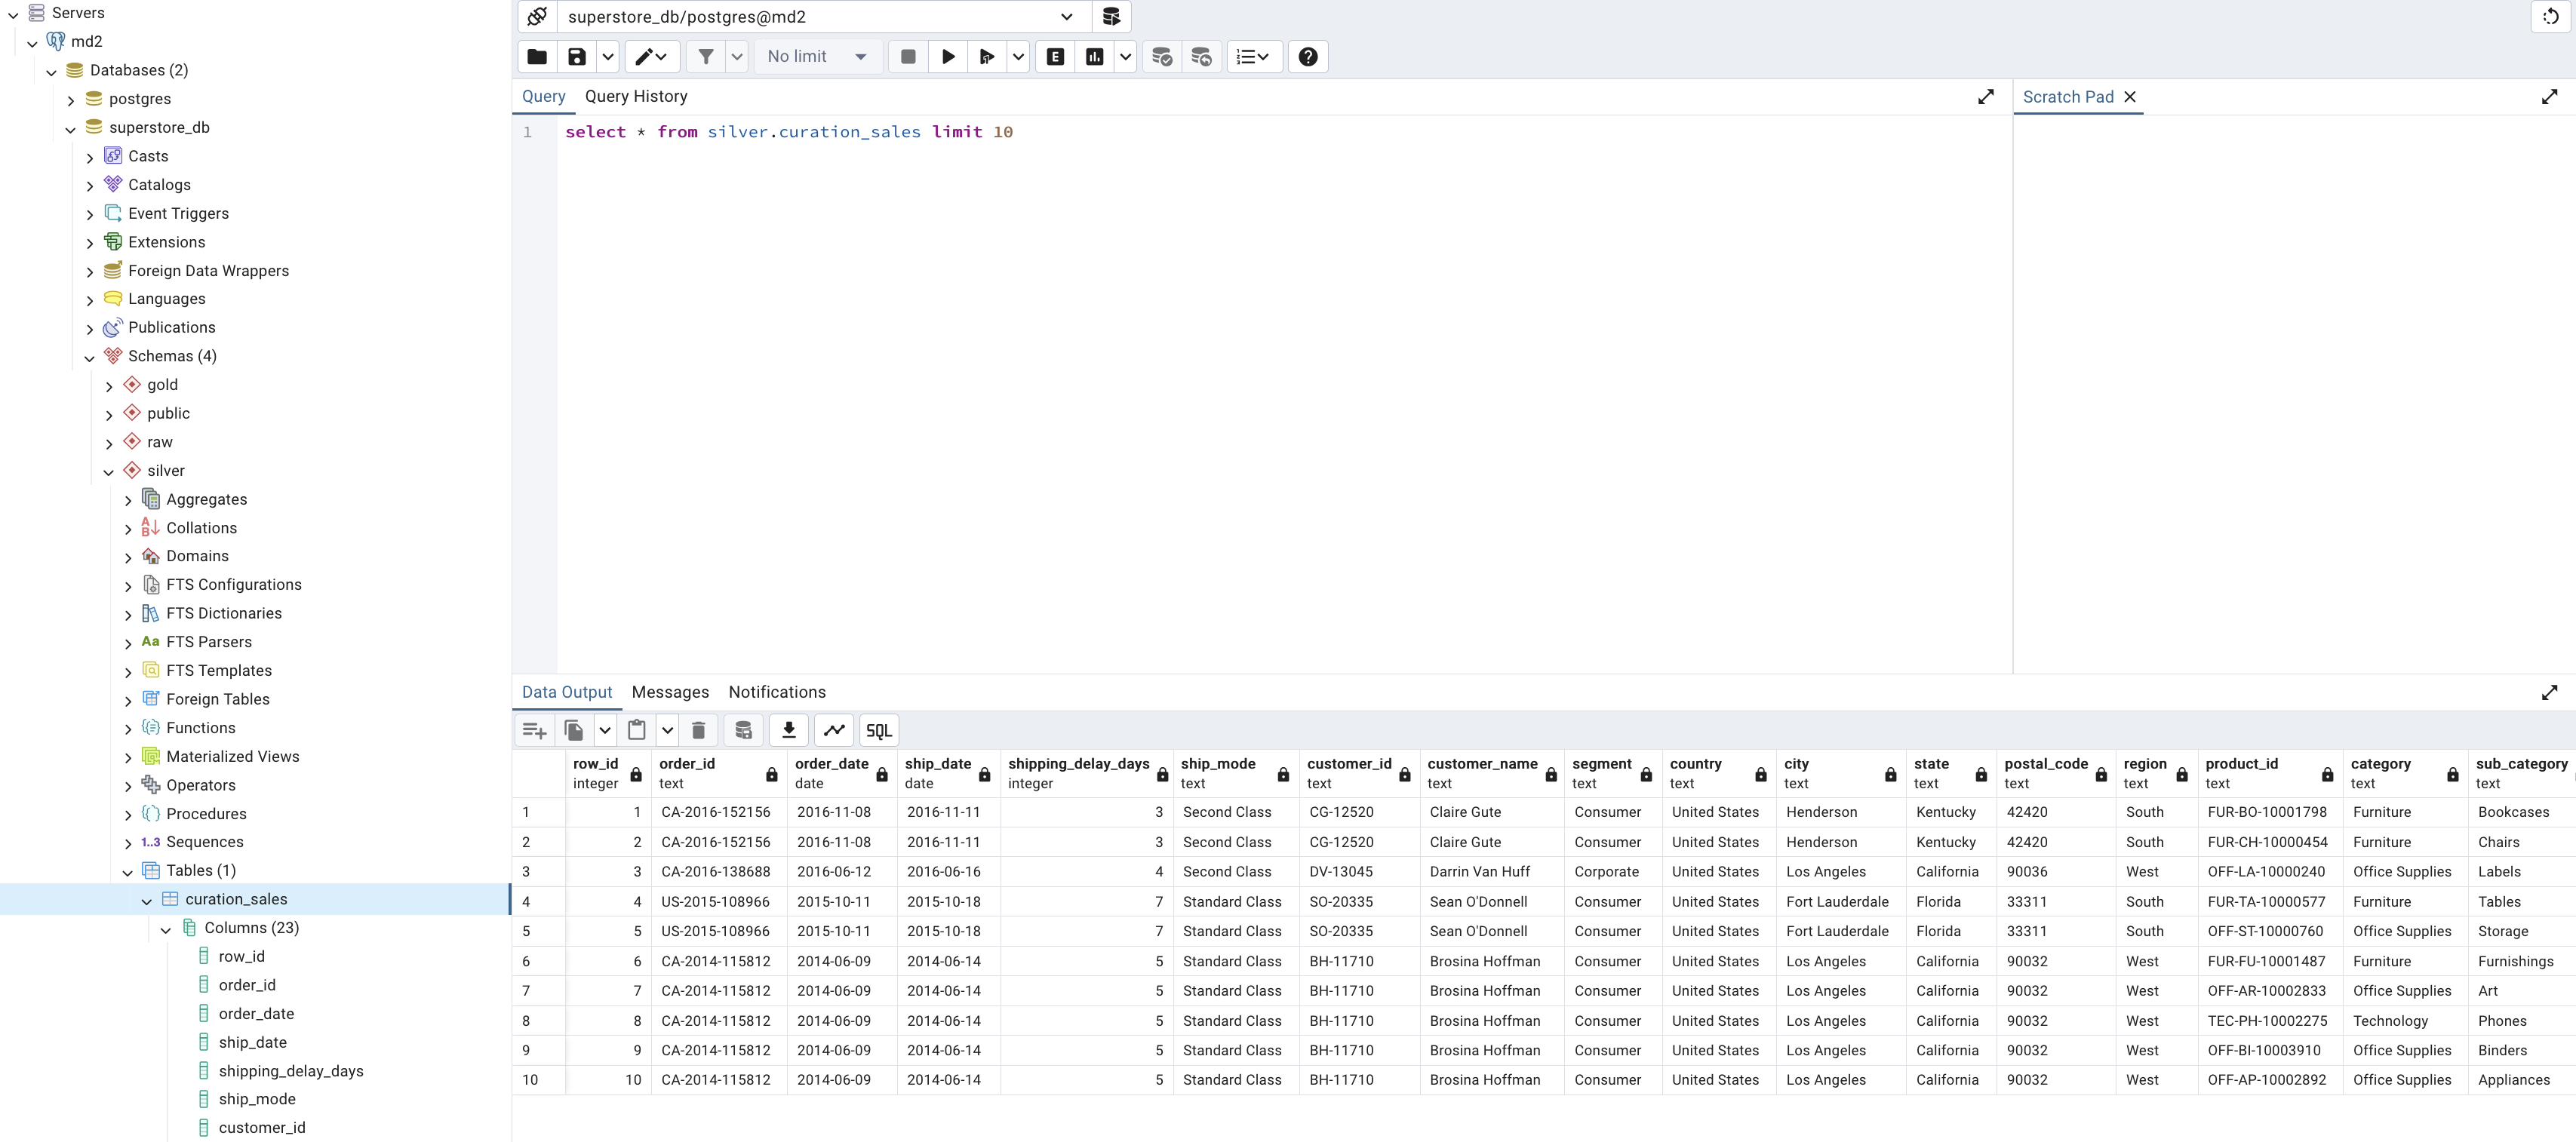 Servers
md2
Databases (2)
postgres
superstore_db
Casts
Catalogs
Event Triggers
Extensions
Foreign Data Wrappers
Languages
Publications
Schemas (4)
gold
public
raw
silver
Aggregates
Collations
Domains
FTS Configurations
FTS Dictionaries
Aa FTS Parsers
FTS Templates
Foreign Tables
Functions
Materialized Views
Operators
Procedures
1..3 Sequences
Tables (1)
curation_sales
Columns (23)
row_id
order_id
order_date
ship_date
shipping_delay_days
ship_mode
customer_id
superstore_db/postgres@md2
No limit
E
Query Query History
Scratch Pad
1 select * from silver.curation_sales limit 10
Data Output Messages Notifications
SQL
row_id order_id order_date ship_date shipping_delay_days ship_mode customer_id customer_name segment country city state postal_code region product_id category sub_category
integer text date date integer text text text text text text text text text text text text
1 1 CA-2016-152156 2016-11-08 2016-11-11 3 Second Class CG-12520 Claire Gute Consumer United States Henderson Kentucky 42420 South FUR-BO-10001798 Furniture Bookcases
2 2 CA-2016-152156 2016-11-08 2016-11-11 3 Second Class CG-12520 Claire Gute Consumer United States Henderson Kentucky 42420 South FUR-CH-10000454 Furniture Chairs
3 3 CA-2016-138688 2016-06-12 2016-06-16 4 Second Class DV-13045 Darrin Van Huff Corporate United States Los Angeles California 90036 West OFF-LA-10000240 Office Supplies Labels
4 4 US-2015-108966 2015-10-11 2015-10-18 7 Standard Class SO-20335 Sean O'Donnell Consumer United States Fort Lauderdale Florida 33311 South FUR-TA-10000577 Furniture Tables
5 5 US-2015-108966 2015-10-11 2015-10-18 7 Standard Class SO-20335 Sean O'Donnell Consumer United States Fort Lauderdale Florida 33311 South OFF-ST-10000760 Office Supplies Storage
6 6 CA-2014-115812 2014-06-09 2014-06-14 5 Standard Class BH-11710 Brosina Hoffman Consumer United States Los Angeles California 90032 West FUR-FU-10001487 Furniture Furnishings
7 7 CA-2014-115812 2014-06-09 2014-06-14 5 Standard Class BH-11710 Brosina Hoffman Consumer United States Los Angeles California 90032 West OFF-AR-10002833 Office Supplies Art
8 8 CA-2014-115812 2014-06-09 2014-06-14 5 Standard Class BH-11710 Brosina Hoffman Consumer United States Los Angeles California 90032 West TEC-PH-10002275 Technology Phones
9 9 CA-2014-115812 2014-06-09 2014-06-14 5 Standard Class BH-11710 Brosina Hoffman Consumer United States Los Angeles California 90032 West OFF-BI-10003910 Office Supplies Binders
10 10 CA-2014-115812 2014-06-09 2014-06-14 5 Standard Class BH-11710 Brosina Hoffman Consumer United States Los Angeles California 90032 West OFF-AP-10002892 Office Supplies Appliances